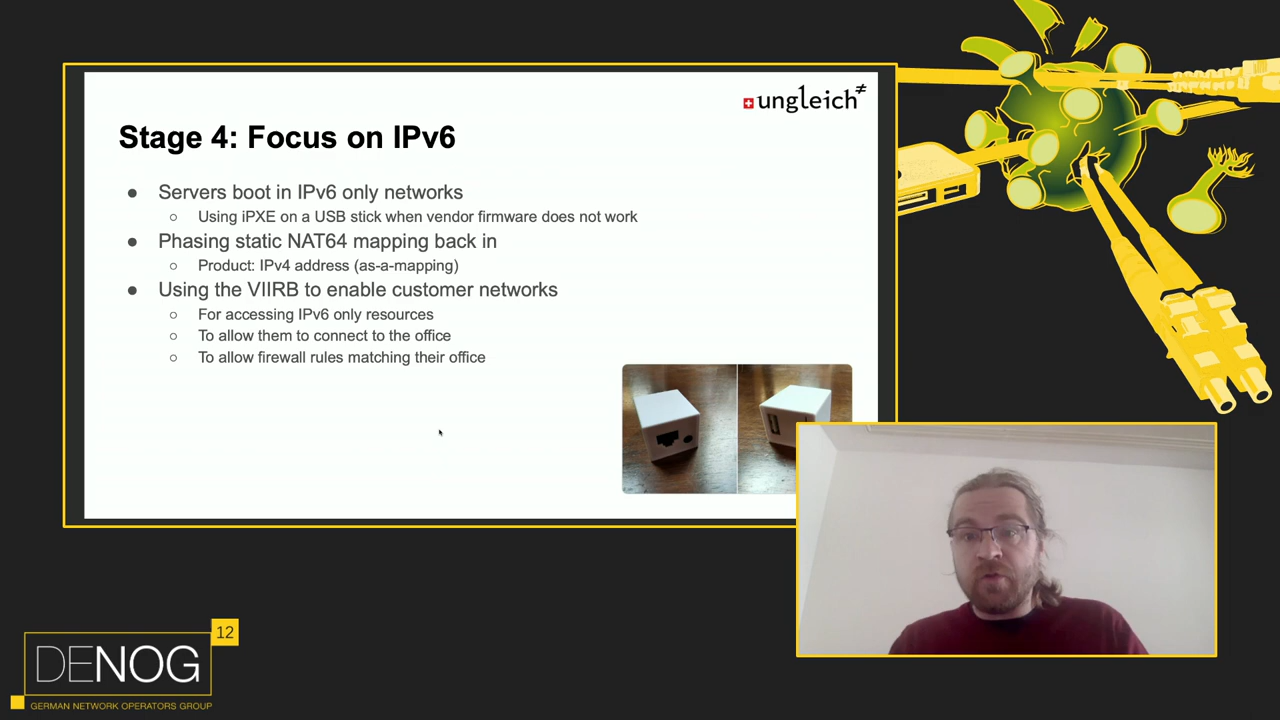 ungleich≠
Stage 4: Focus on IPv6
● Servers boot in IPv6 only networks
○ Using iPXE on a USB stick when vendor firmware does not work
● Phasing static NAT64 mapping back in
○ Product: IPv4 address (as-a-mapping)
● Using the VIIRB to enable customer networks
○ For accessing IPv6 only resources
○ To allow them to connect to the office
○ To allow firewall rules matching their office
12
DENOG
GERMAN NETWORK OPERATORS GROUP